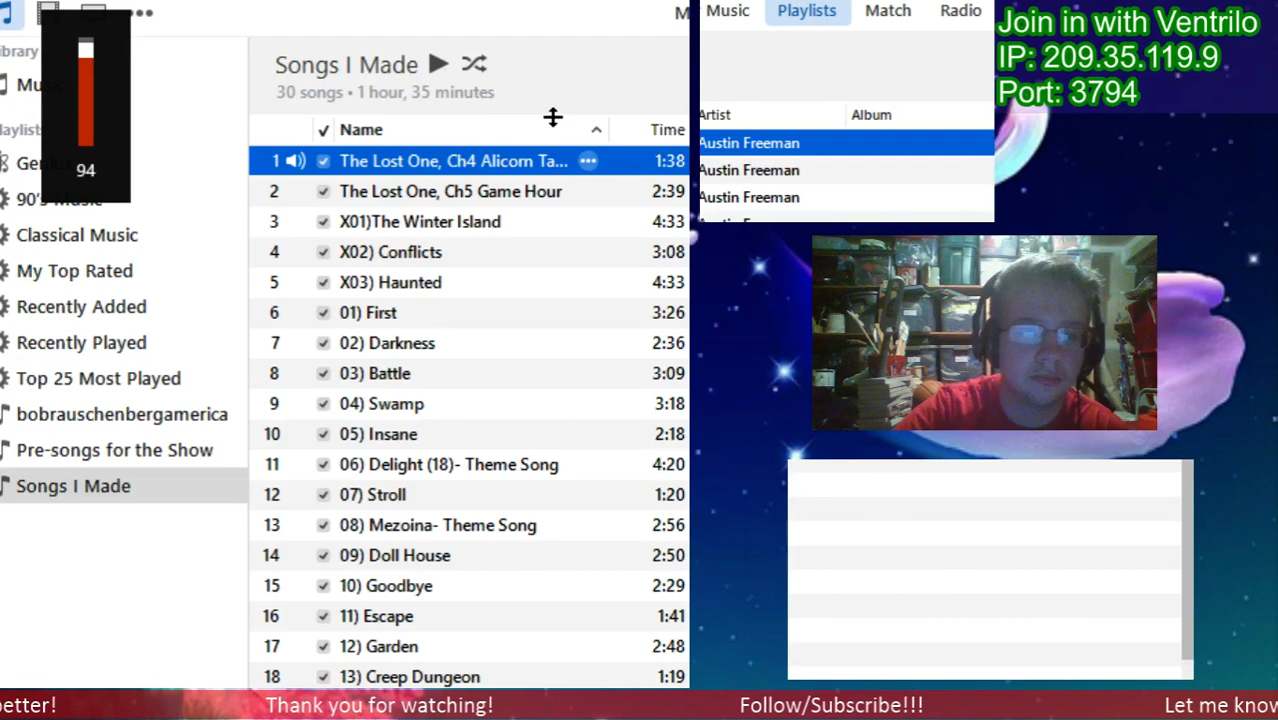 ibrary
Music
94
laylists
Genius
90's Music
Classical Music
My Top Rated
Recently Added
Recently Played
Top 25 Most Played
bobrauschenbergamerica
Pre-songs for the Show
Songs I Made
M
Songs I Made
30 songs • 1 hour, 35 minutes
✓ Name Time
1 The Lost One, Ch4 Alicorn Ta... 1:38
2 The Lost One, Ch5 Game Hour 2:39
3 X01)The Winter Island 4:33
4 X02) Conflicts 3:08
5 X03) Haunted 4:33
6 01) First 3:26
7 02) Darkness 2:36
8 03) Battle 3:09
9 04) Swamp 3:18
10 05) Insane 2:18
11 06) Delight (18)- Theme Song 4:20
12 07) Stroll 1:20
13 08) Mezoina- Theme Song 2:56
14 09) Doll House 2:50
15 10) Goodbye 2:29
16 11) Escape 1:41
17 12) Garden 2:48
18 13) Creep Dungeon 1:19
Music Playlists Match Radio
Artist Album
Austin Freeman
Austin Freeman
Austin Freeman
Join in with Ventrilo
IP: 209.35.119.9
Port: 3794
etter! Thank you for watching! Follow/Subscribe!!! Let me know